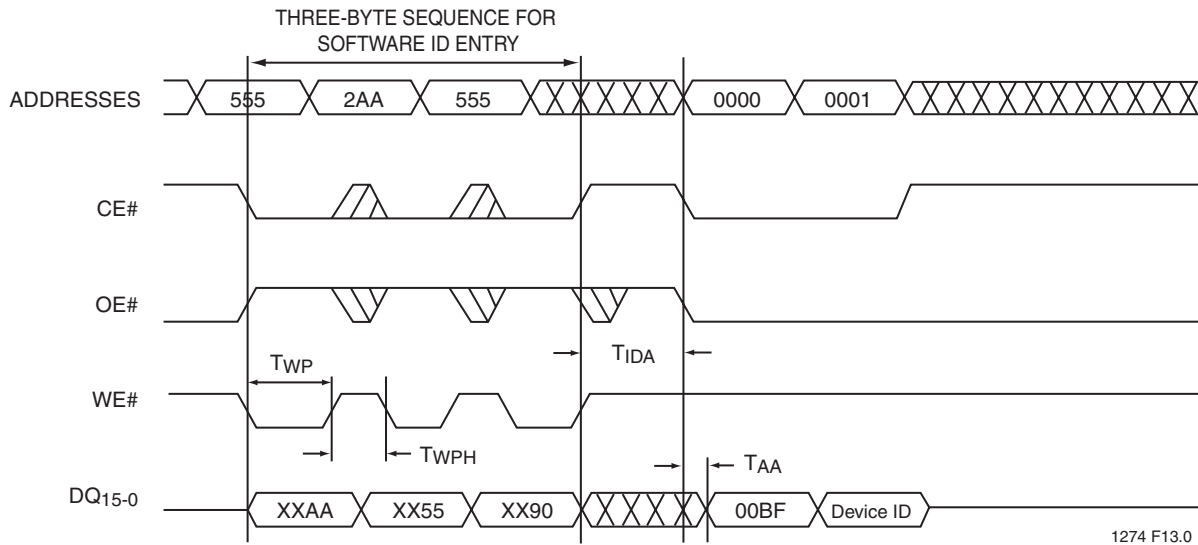 THREE-BYTE SEQUENCE FOR
SOFTWARE ID ENTRY
ADDRESSES
555
2AA
555
0000
0001
CE#
OE#
TWP
TIDA
WE#
TWPH
TAA
DQ15-0
XXAA
XX55
XX90
00BF
Device ID
1274 F13.0